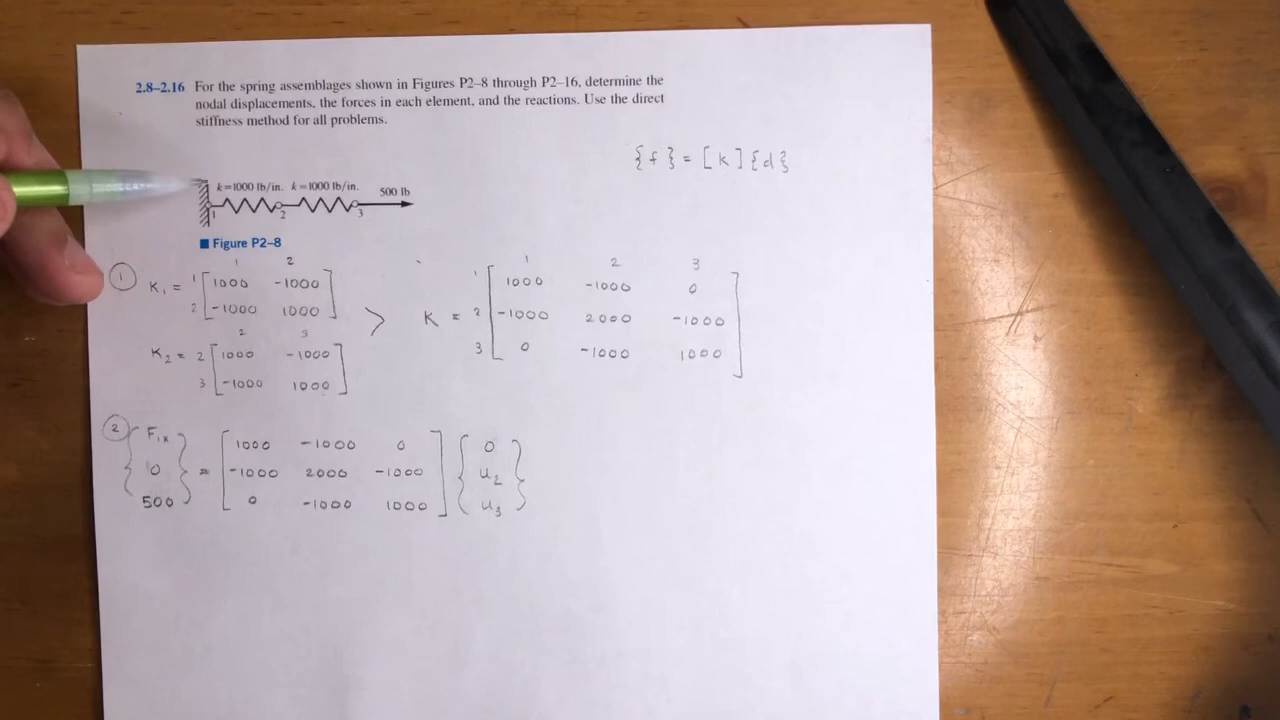 2.8–2.16 For the spring assemblages shown in Figures P2–8 through P2–16, determine the
nodal displacements, the forces in each element, and the reactions. Use the direct
stiffness method for all problems.
{f} = [k]{d}
k = 1000 lb/in. k = 1000 lb/in. 500 lb
1 2 3
■ Figure P2–8
1 2
① K₁ = 1 [1000 -1000
2 -1000 1000]
2 3
K₂ = 2 [1000 -1000
3 -1000 1000]
>
1 2 3
1 [1000 -1000 0
K = 2 -1000 2000 -1000
3 0 -1000 1000]
② {F₁ₓ [1000 -1000 0 {0
0 = -1000 2000 -1000 u₂
500} 0 -1000 1000] u₃}